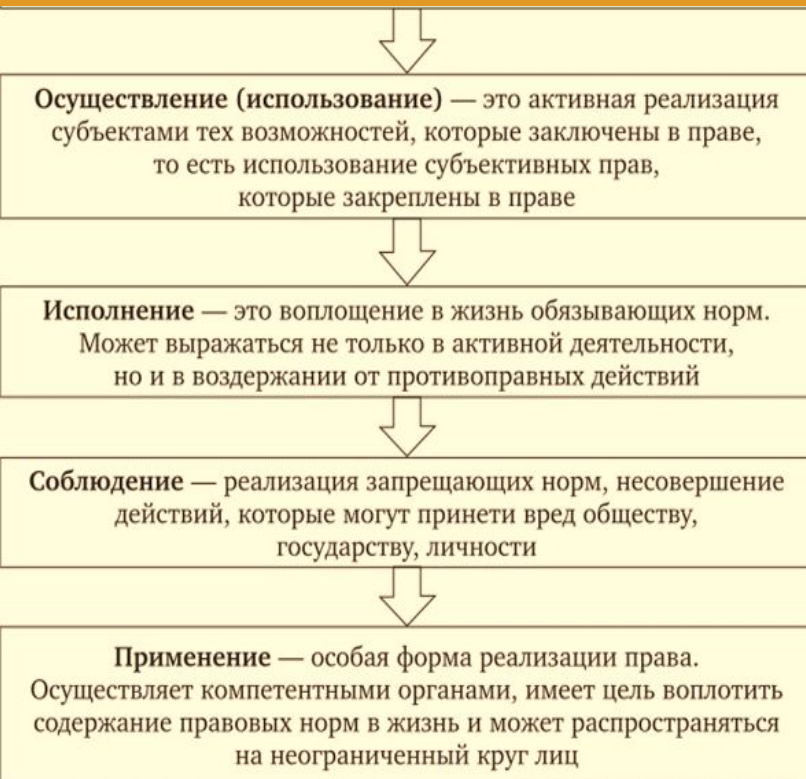 Осуществление (использование) — это активная реализация
субъектами тех возможностей, которые заключены в праве,
то есть использование субъективных прав,
которые закреплены в праве
Исполнение — это воплощение в жизнь обязывающих норм.
Может выражаться не только в активной деятельности,
но и в воздержании от противоправных действий
Соблюдение — реализация запрещающих норм, несовершение
действий, которые могут принети вред обществу,
государству, личности
Применение — особая форма реализации права.
Осуществляет компетентными органами, имеет цель воплотить
содержание правовых норм в жизнь и может распространяться
на неограниченный круг лиц